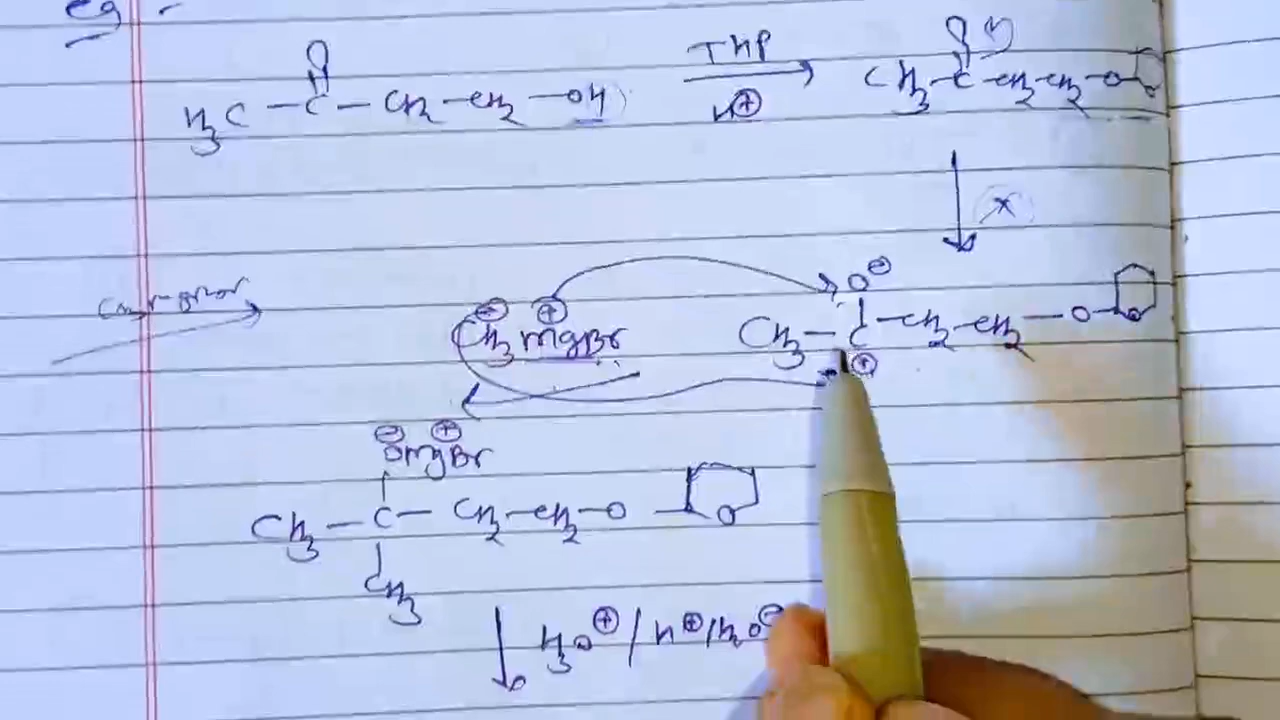 eg :-
O
H3C - C - CH2 - CH2 - OH
THP
H⊕
O
CH3 - C - CH2 - CH2 - O
CH3MgBr
⊖ ⊕
O⊖
CH3 - C - CH2 - CH2 - O - O
⊕
⊖ ⊕
OMgBr
CH3 - C - CH2 - CH2 - O - O
CH3
H3O⊕ / H⊕ / H2O